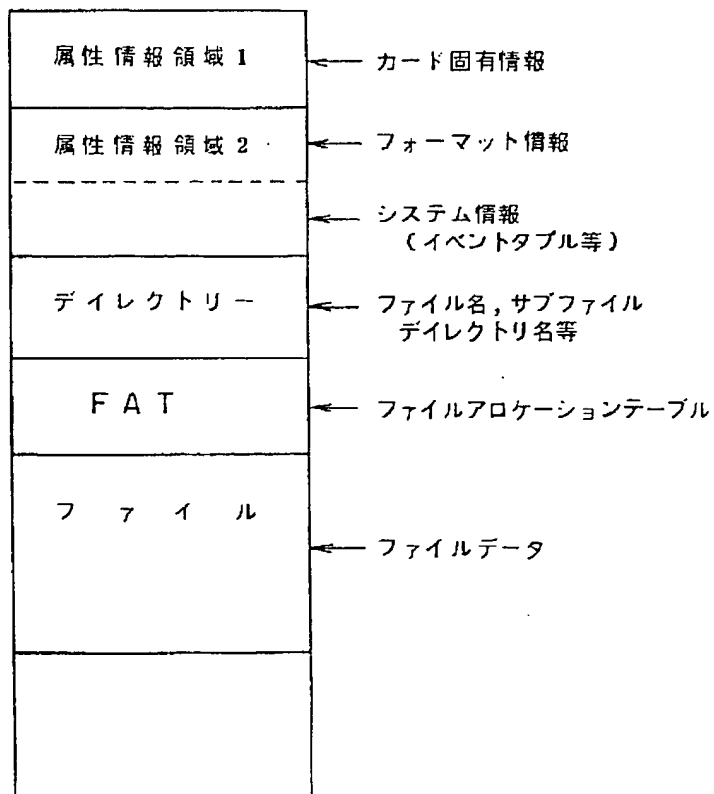 属性情報領域1
カード固有情報
属性情報領域2
フォーマット情報
システム情報
(イベントタブル等)
デイレクトリー
ファイル名,サブファイル
デイレクトリ名等
FAT
ファイルアロケーションテーブル
ファイル
ファイルデータ